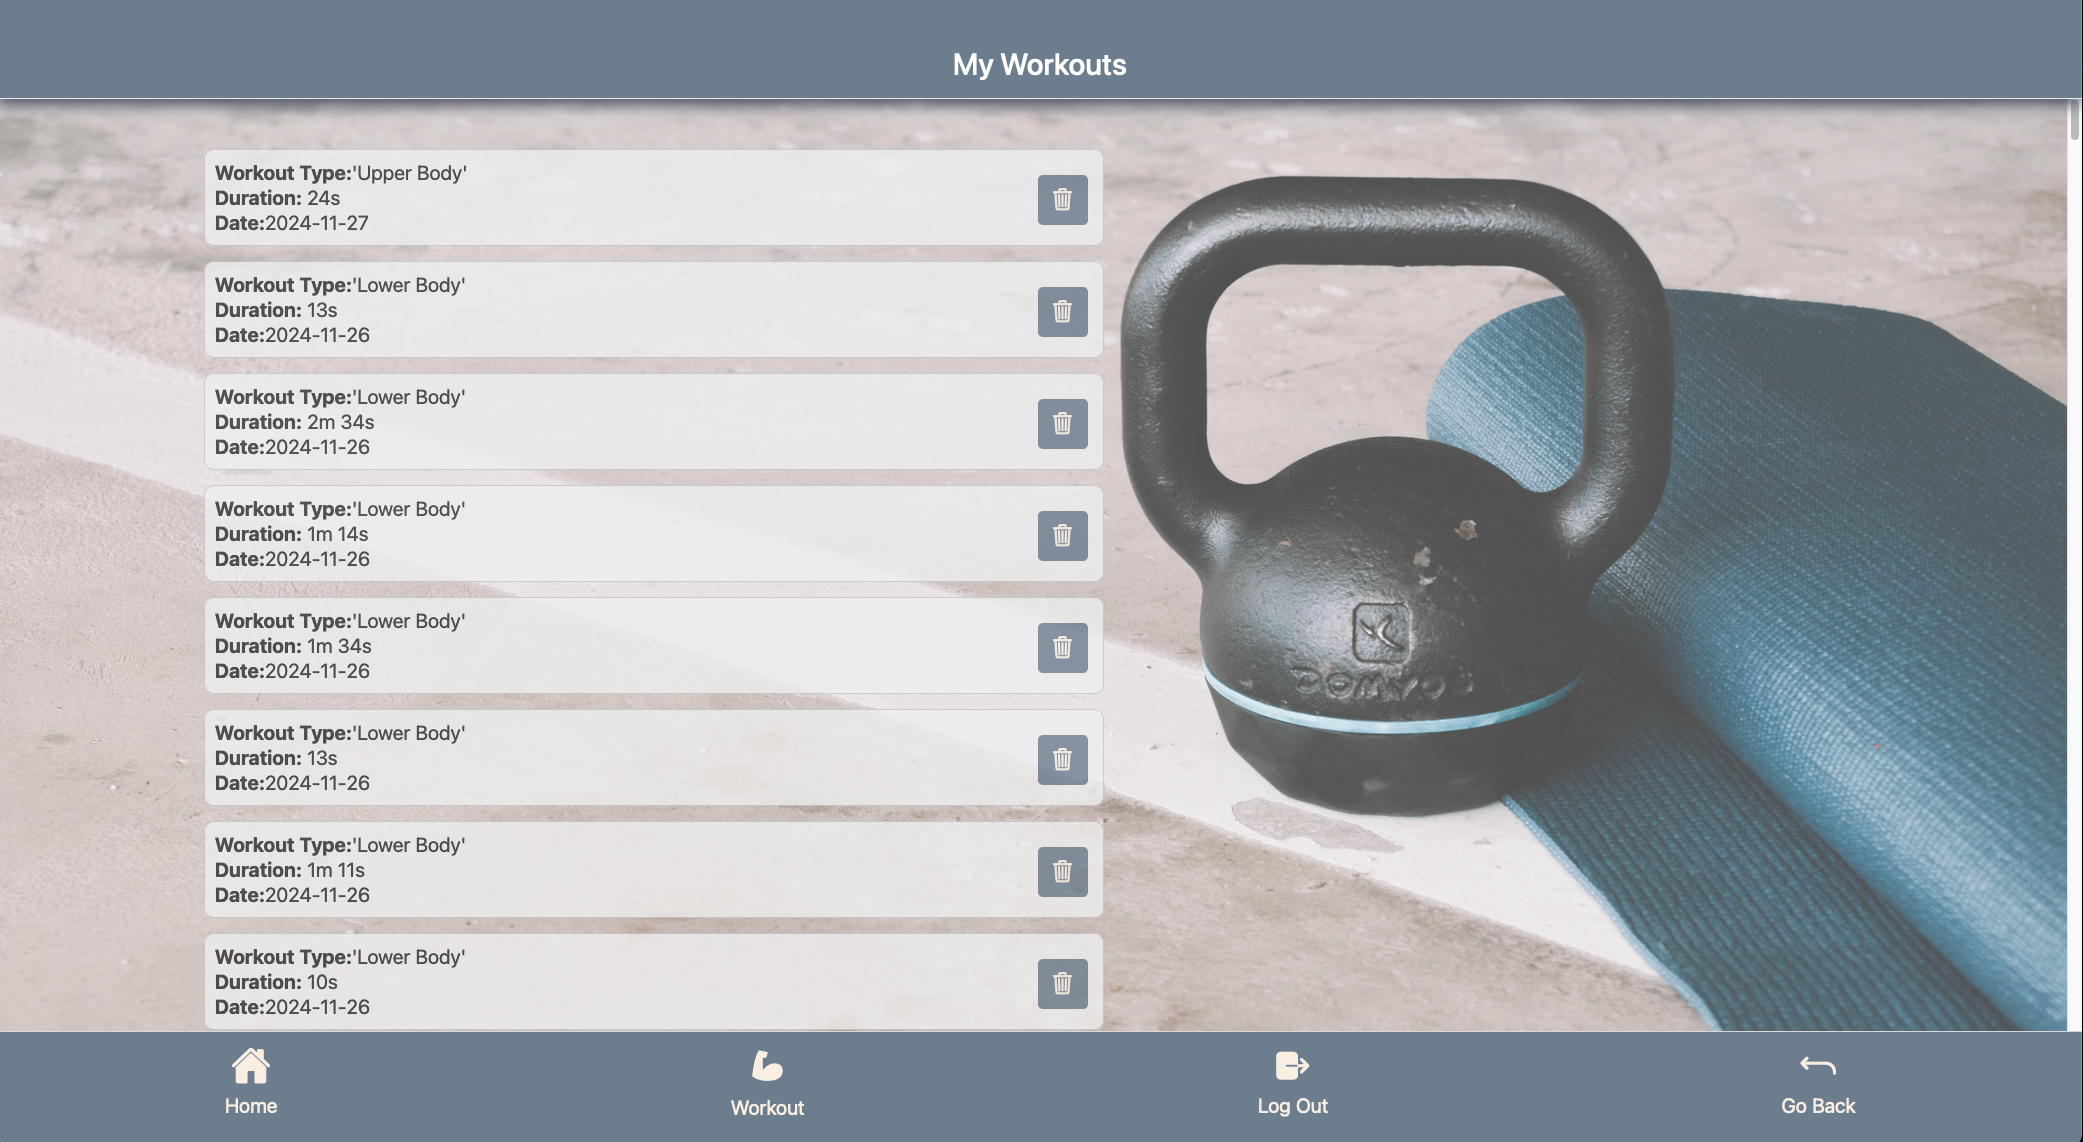 My Workouts
Workout Type:'Upper Body'
Duration: 24s
Date:2024-11-27
Workout Type:'Lower Body'
Duration: 13s
Date:2024-11-26
Workout Type:'Lower Body'
Duration: 2m 34s
Date:2024-11-26
Workout Type:'Lower Body'
Duration: 1m 14s
Date:2024-11-26
Workout Type:'Lower Body'
Duration: 1m 34s
Date:2024-11-26
Workout Type:'Lower Body'
Duration: 13s
Date:2024-11-26
Workout Type:'Lower Body'
Duration: 1m 11s
Date:2024-11-26
Workout Type:'Lower Body'
Duration: 10s
Date:2024-11-26
DOMYOS
Home
Workout
Log Out
Go Back